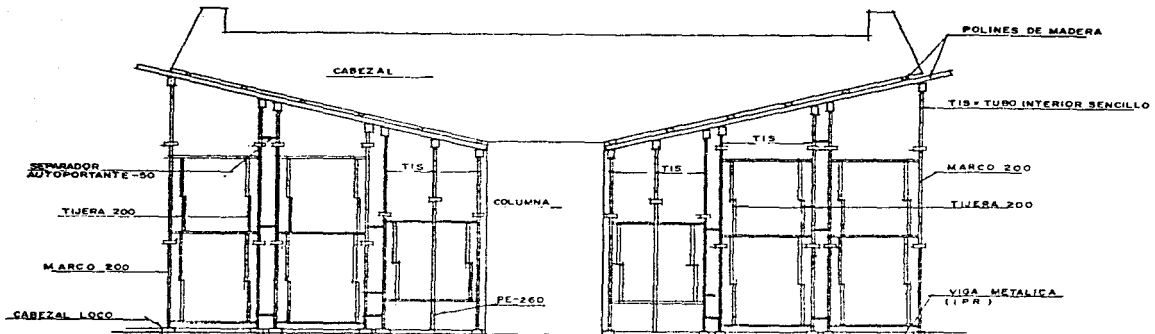 POLINES DE MADERA
CABEZAL
TIS = TUBO INTERIOR SENCILLO
TIS
TIS
TIS
SEPARADOR
AUTOPORTANTE-50
MARCO 200
COLUMNA
TIJERA 200
TIJERA 200
MARCO 200
PE-260
VIGA METALICA
(IPR)
CABEZAL LOCO